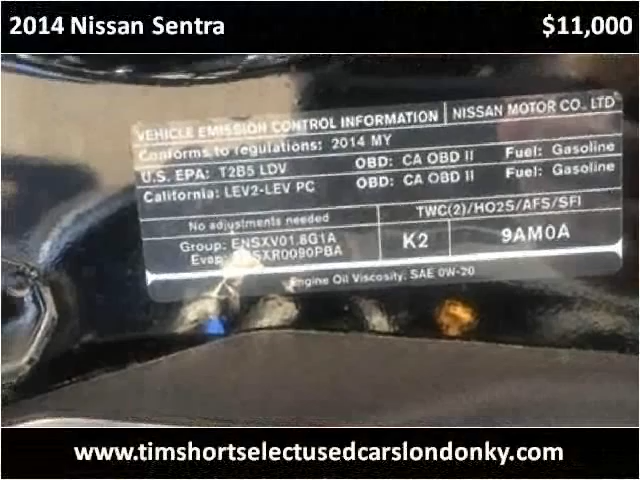 2014 Nissan Sentra $11,000
VEHICLE EMISSION CONTROL INFORMATION NISSAN MOTOR CO., LTD
Conforms to regulations: 2014 MY
U.S. EPA: T2B5 LDV OBD: CA OBD II Fuel: Gasoline
California: LEV2-LEV PC OBD: CA OBD II Fuel: Gasoline
No adjustments needed TWC(2)/HO2S/AFS/SFI
Group: ENSXV01.8G1A K2 9AM0A
Evap:
Engine Oil Viscosity: SAE 0W-20
www.timshortselectusedcarslondonky.com